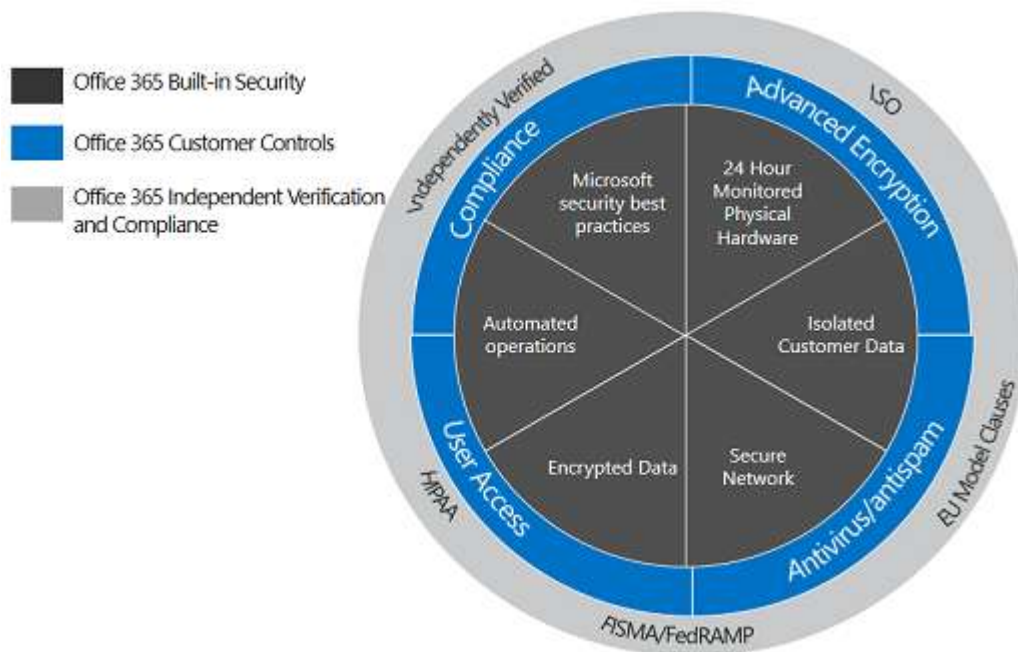 Office 365 Built-in Security
Office 365 Customer Controls
Office 365 Independent Verification
and Compliance
Independently Verified
ISO
EU Model Clauses
FISMA/FedRAMP
HIPAA
Compliance
Advanced Encryption
Antivirus/antispam
User Access
Microsoft
security best
practices
24 Hour
Monitored
Physical
Hardware
Automated
operations
Isolated
Customer Data
Encrypted Data
Secure
Network